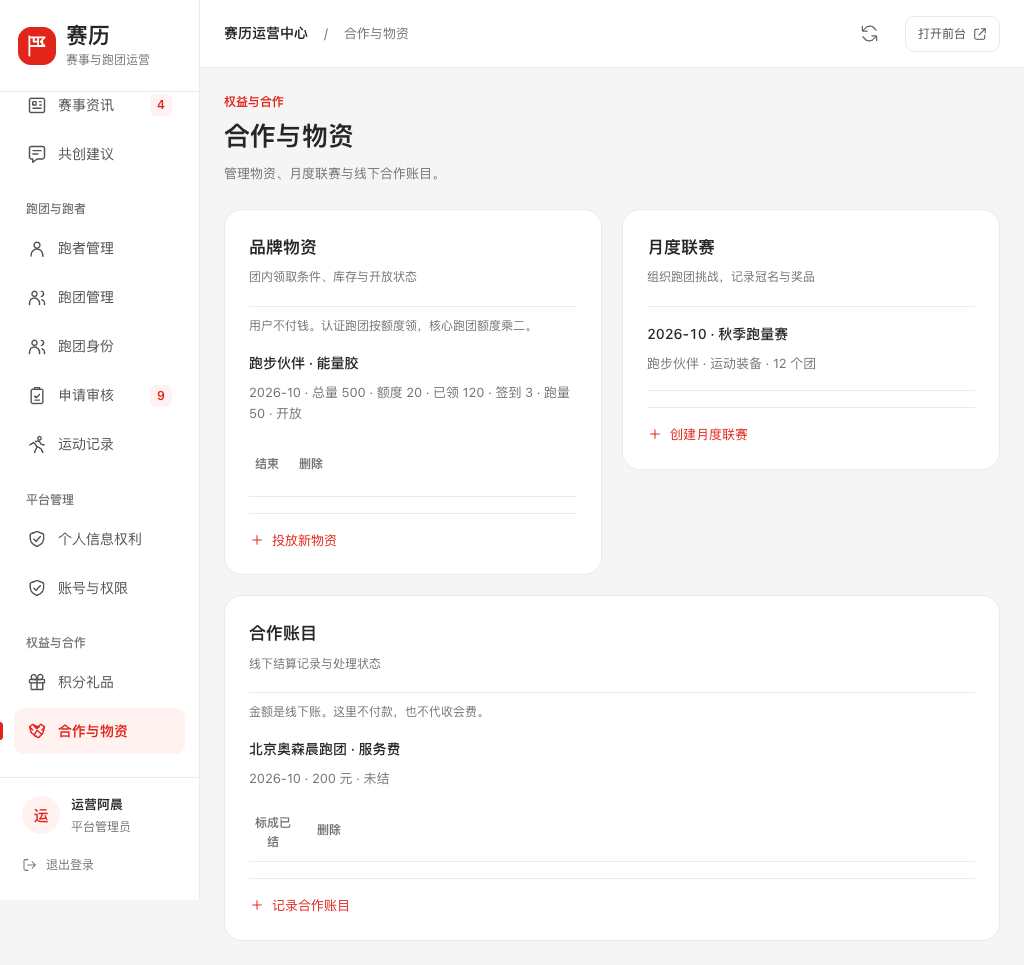 赛历
赛事与跑团运营
赛事资讯 4
共创建议
跑团与跑者
跑者管理
跑团管理
跑团身份
申请审核 9
运动记录
平台管理
个人信息权利
账号与权限
权益与合作
积分礼品
合作与物资
运 运营阿晨
平台管理员
退出登录
赛历运营中心 / 合作与物资
打开前台
权益与合作
合作与物资
管理物资、月度联赛与线下合作账目。
品牌物资
团内领取条件、库存与开放状态
用户不付钱。认证跑团按额度领，核心跑团额度乘二。
跑步伙伴 · 能量胶
2026-10 · 总量 500 · 额度 20 · 已领 120 · 签到 3 · 跑量
50 · 开放
结束 删除
投放新物资
月度联赛
组织跑团挑战，记录冠名与奖品
2026-10 · 秋季跑量赛
跑步伙伴 · 运动装备 · 12 个团
创建月度联赛
合作账目
线下结算记录与处理状态
金额是线下账。这里不付款，也不代收会费。
北京奥森晨跑团 · 服务费
2026-10 · 200 元 · 未结
标成已
结
删除
记录合作账目